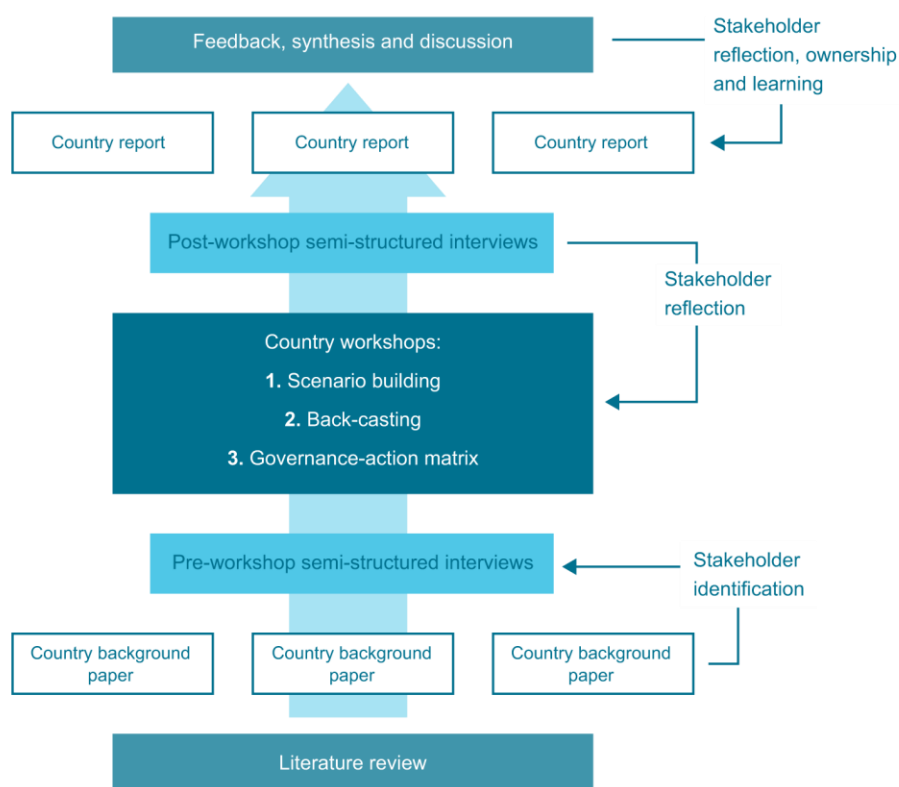 Feedback, synthesis and discussion
Stakeholder
reflection, ownership
and learning
Country report
Country report
Country report
Post-workshop semi-structured interviews
Stakeholder
reflection
Country workshops:
1. Scenario building
2. Back-casting
3. Governance-action matrix
Pre-workshop semi-structured interviews
Stakeholder
identification
Country background
paper
Country background
paper
Country background
paper
Literature review